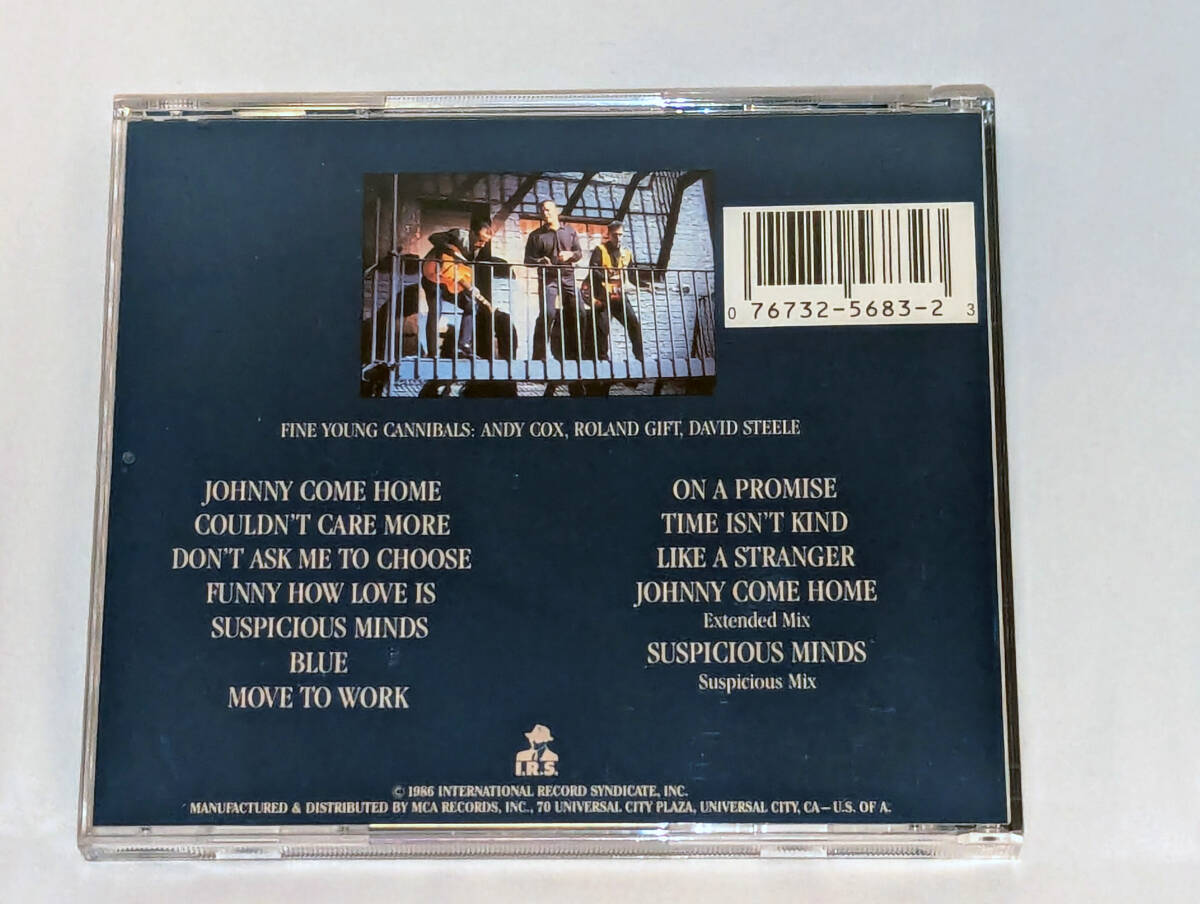 0 76732-5683-2 3
FINE YOUNG CANNIBALS: ANDY COX, ROLAND GIFT, DAVID STEELE
JOHNNY COME HOME
COULDN'T CARE MORE
DON'T ASK ME TO CHOOSE
FUNNY HOW LOVE IS
SUSPICIOUS MINDS
BLUE
MOVE TO WORK
ON A PROMISE
TIME ISN'T KIND
LIKE A STRANGER
JOHNNY COME HOME
Extended Mix
SUSPICIOUS MINDS
Suspicious Mix
I.R.S.
© 1986 INTERNATIONAL RECORD SYNDICATE, INC.
MANUFACTURED & DISTRIBUTED BY MCA RECORDS, INC., 70 UNIVERSAL CITY PLAZA, UNIVERSAL CITY, CA—U.S. OF A.